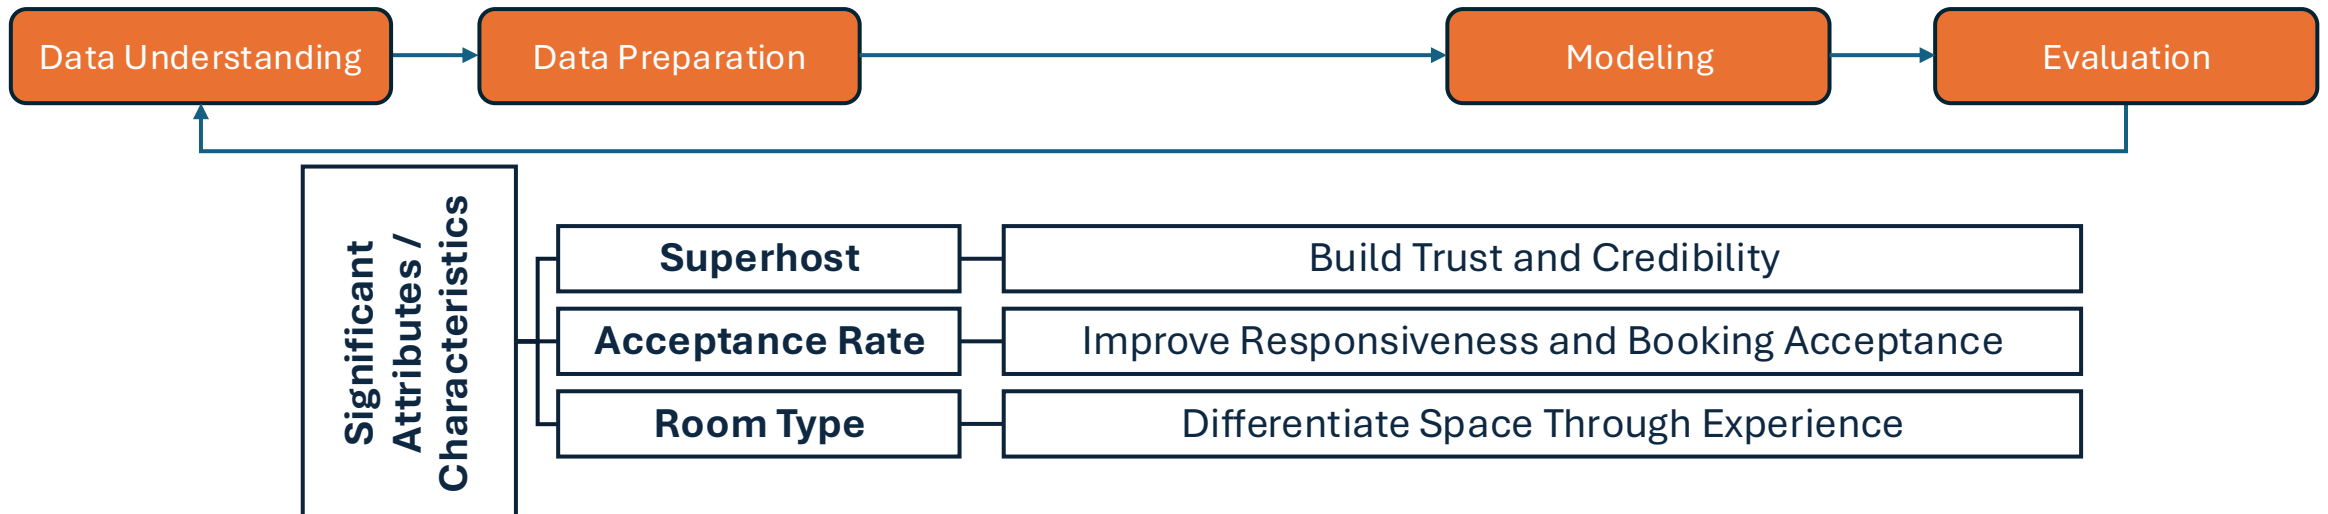 Data Understanding
Data Preparation
Modeling
Evaluation
Significant
Attributes /
Characteristics
Superhost
Build Trust and Credibility
Acceptance Rate
Improve Responsiveness and Booking Acceptance
Room Type
Differentiate Space Through Experience